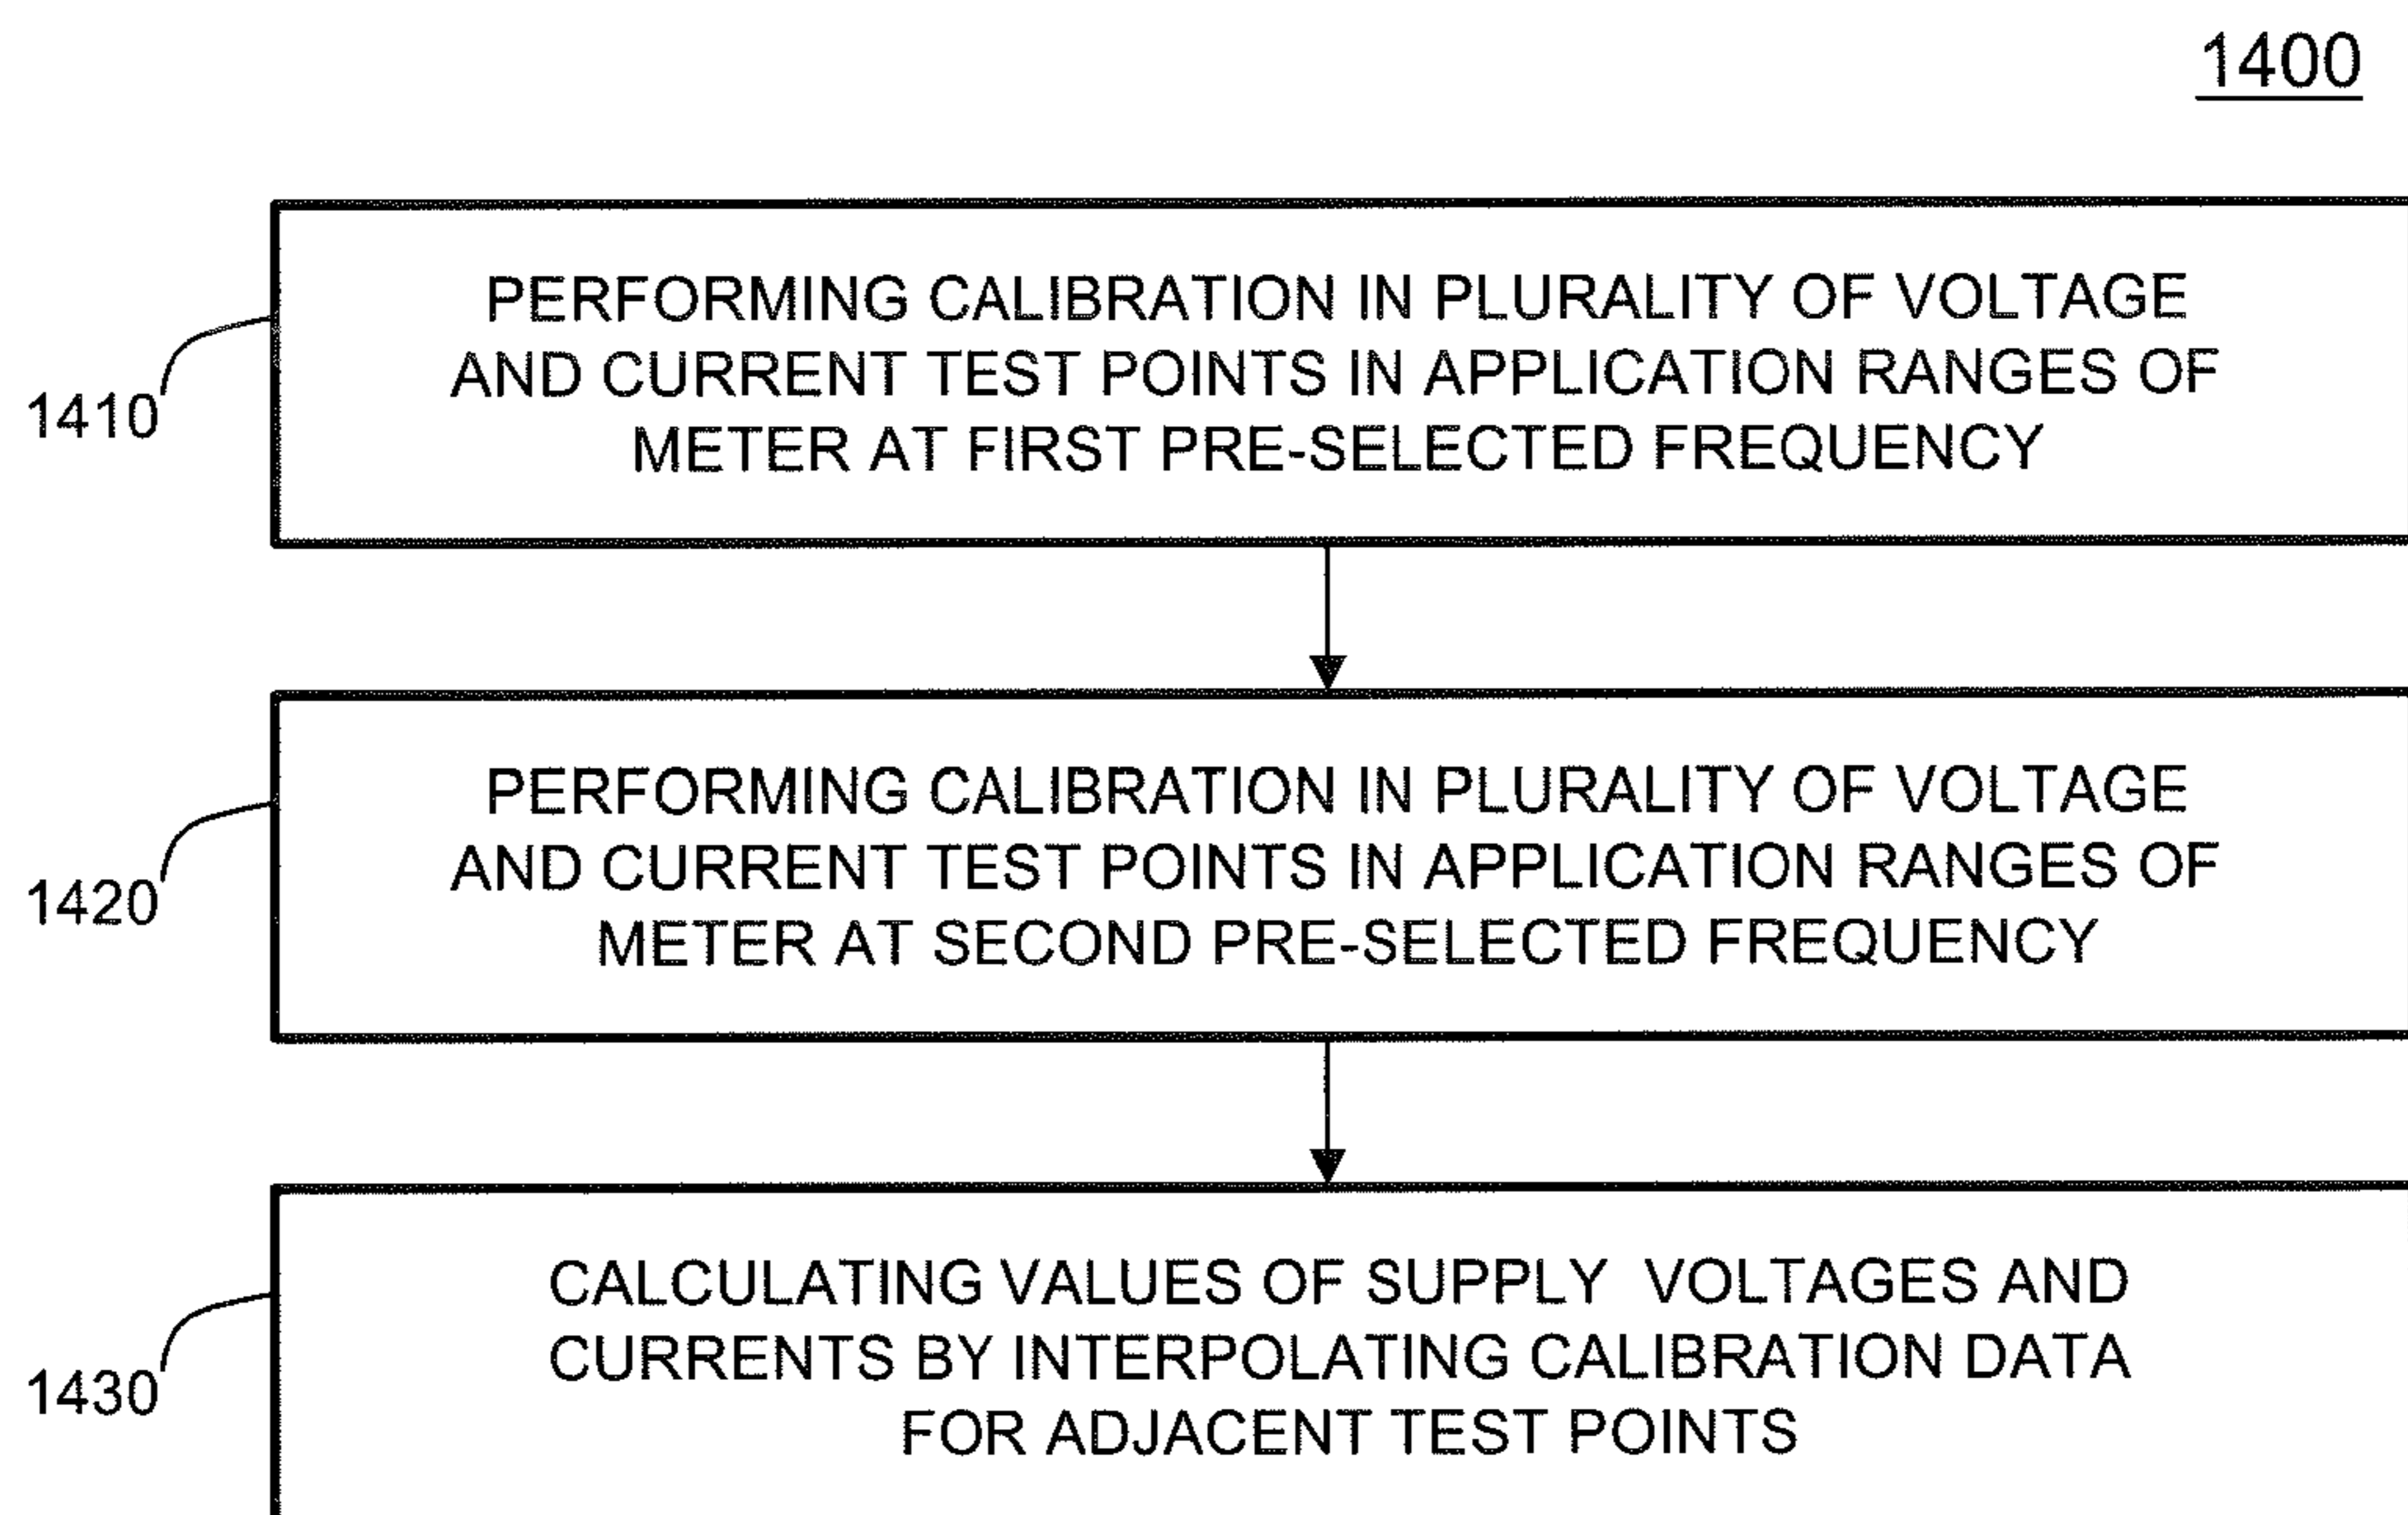 1400
PERFORMING CALIBRATION IN PLURALITY OF VOLTAGE
AND CURRENT TEST POINTS IN APPLICATION RANGES OF
METER AT FIRST PRE-SELECTED FREQUENCY
1410
PERFORMING CALIBRATION IN PLURALITY OF VOLTAGE
AND CURRENT TEST POINTS IN APPLICATION RANGES OF
METER AT SECOND PRE-SELECTED FREQUENCY
1420
CALCULATING VALUES OF SUPPLY VOLTAGES AND
CURRENTS BY INTERPOLATING CALIBRATION DATA
FOR ADJACENT TEST POINTS
1430